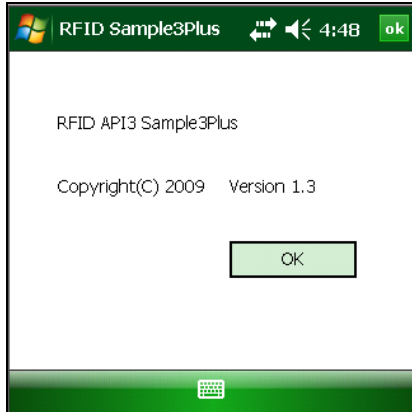 RFID Sample3Plus 4:48 ok
RFID API3 Sample3Plus
Copyright(C) 2009 Version 1.3
OK